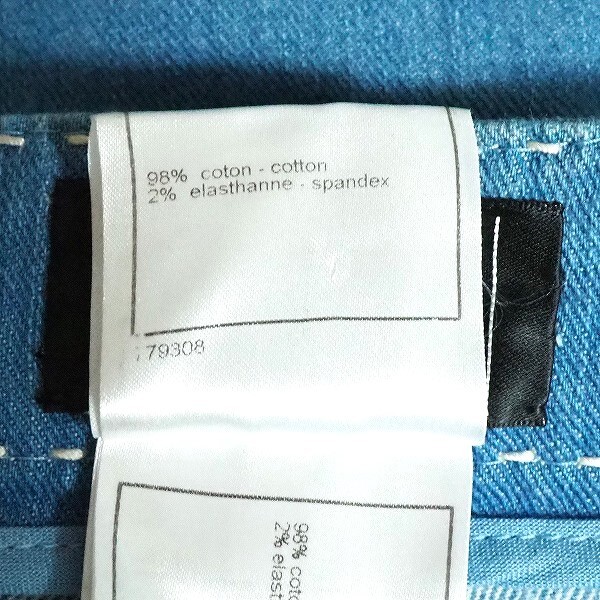 98% coton - cotton
2% elasthanne - spandex
79308
98% coto
2% elast